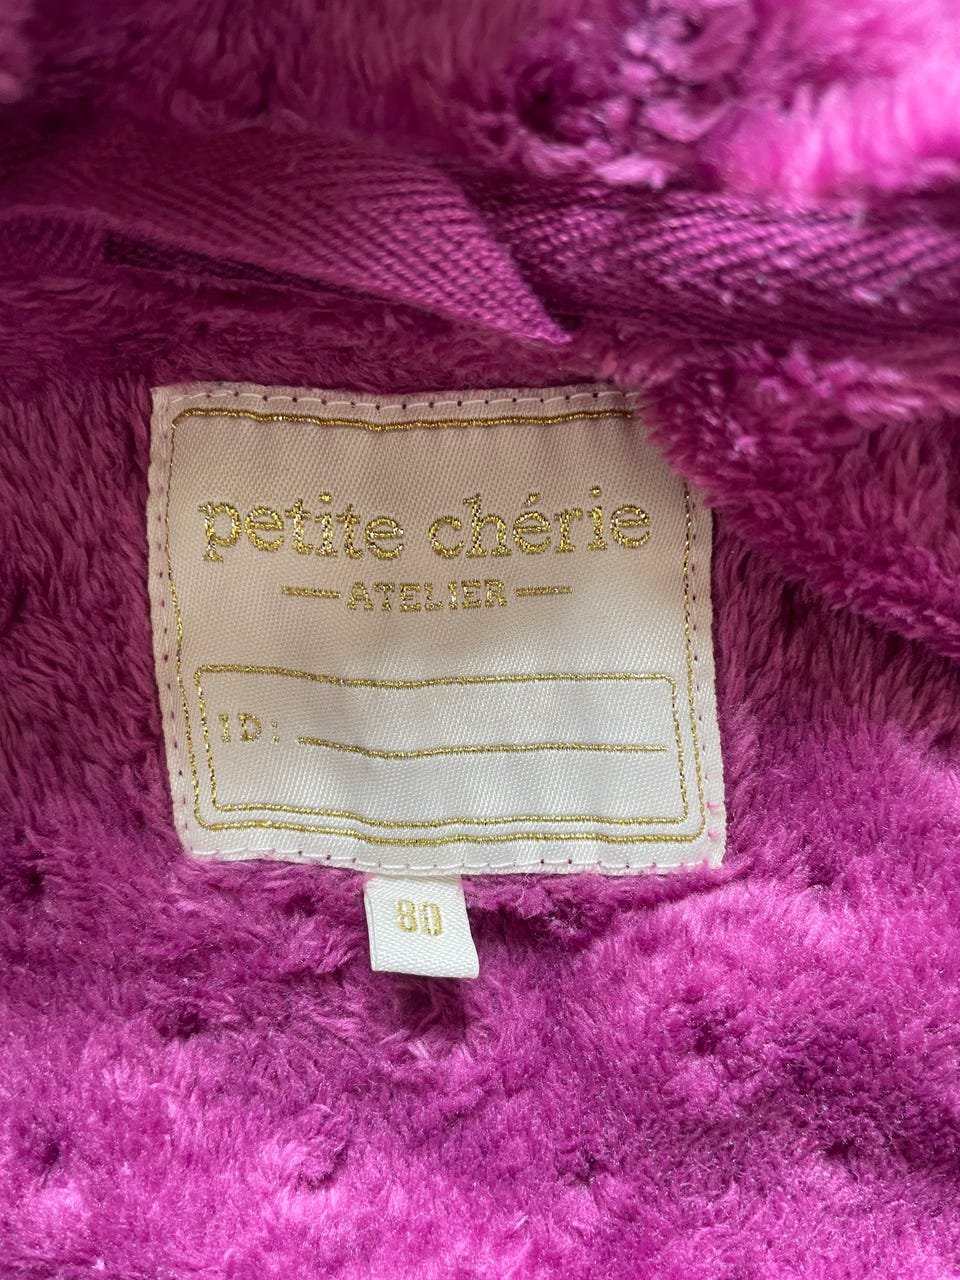 petite chérie
ATELIER
ID:
80